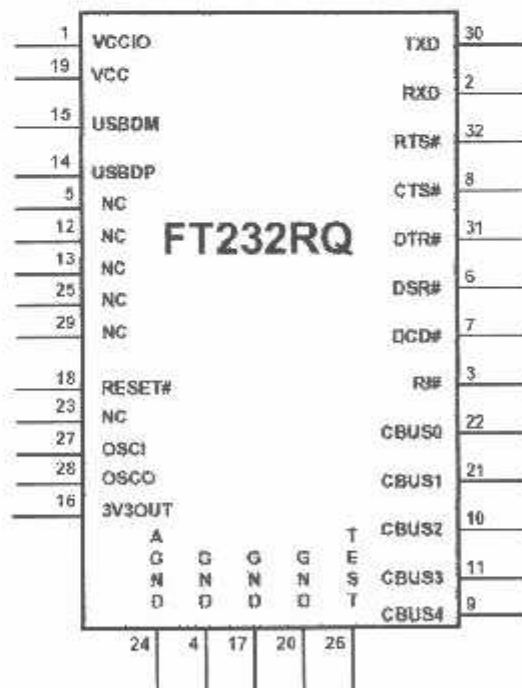 1 VCCIO TXD 30
19 VCC
RXD 2
15 USBDM
RTS# 32
14 USBDP
CTS# 8
5 NC
12 NC
FT232RQ
DTR# 31
13 NC
25 NC
DSR# 6
29 NC
DCD# 7
18 RESET#
RI# 3
23 NC
CBUS0 22
27 OSCI
28 OSCO
CBUS1 21
16 3V3OUT
CBUS2 10
AGND GND GND GND TEST
CBUS3 11
CBUS4 9
24 4 17 20 26